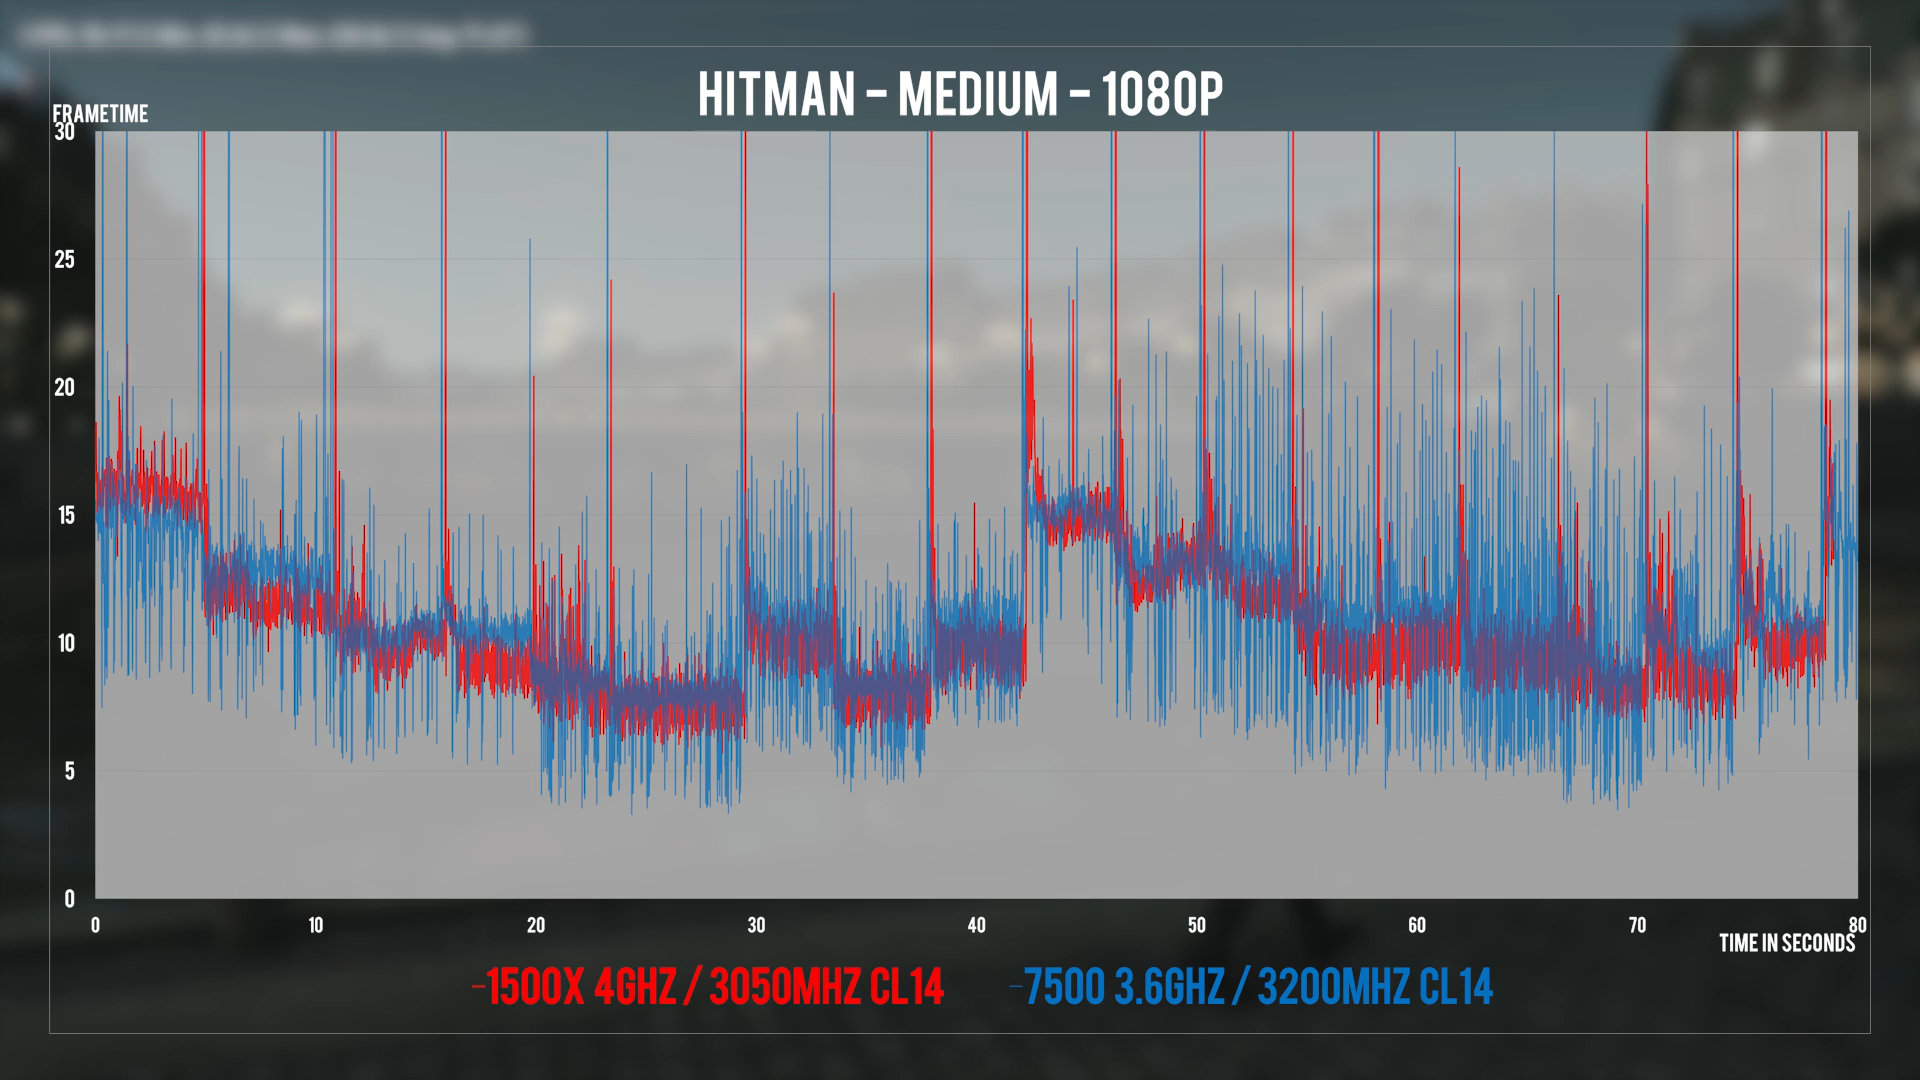 HITMAN – MEDIUM – 1080P
FRAMETIME
30
25
20
15
10
5
0
0 10 20 30 40 50 60 70 80
TIME IN SECONDS
–1500X 4GHZ / 3050MHZ CL14 –7500 3.6GHZ / 3200MHZ CL14